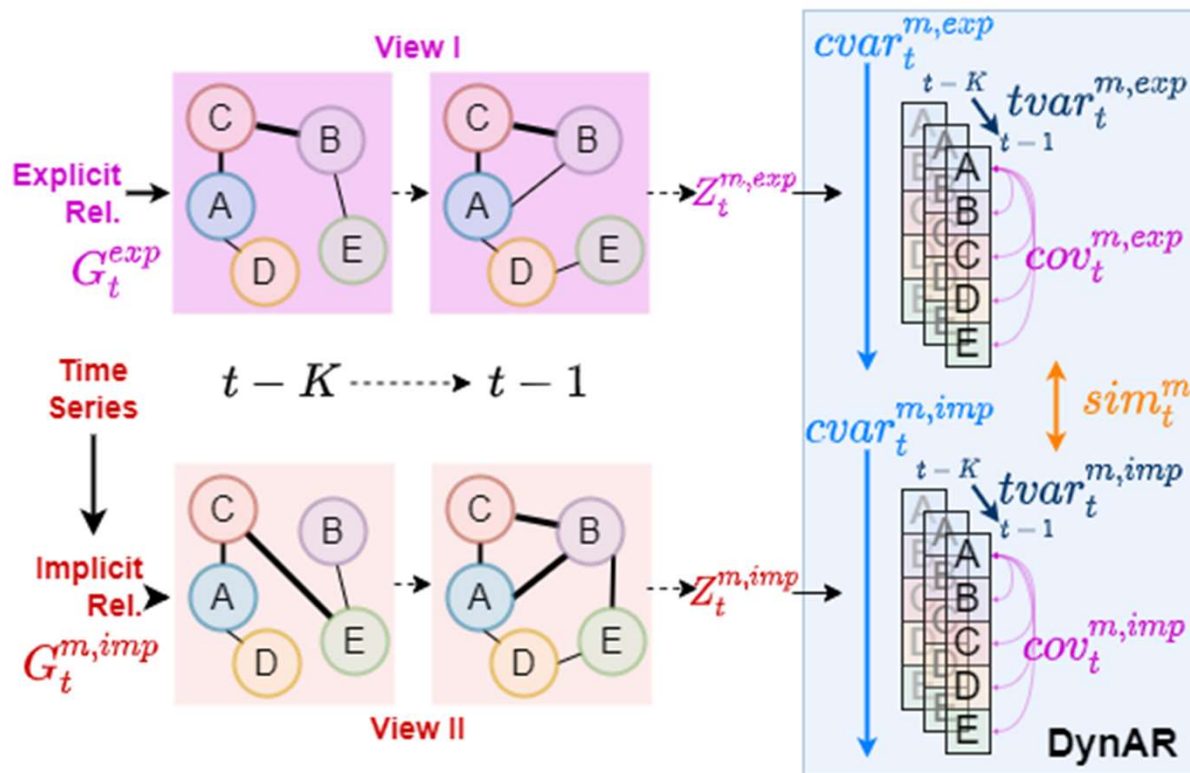 View I
Explicit
Rel.
G_t^{exp}
C
B
A
E
D
C
B
A
E
D
Z_t^{m,exp}
cvar_t^{m,exp}
t − K
tvar_t^{m,exp}
t − 1
A
B
C
D
E
A
B
C
D
E
A
B
C
D
E
cov_t^{m,exp}
Time
Series
t − K
t − 1
sim_t^m
Implicit
Rel.
G_t^{m,imp}
C
B
A
E
D
C
B
A
E
D
View II
Z_t^{m,imp}
cvar_t^{m,imp}
t − K
tvar_t^{m,imp}
t − 1
A
B
C
D
E
A
B
C
D
E
A
B
C
D
E
cov_t^{m,imp}
DynAR